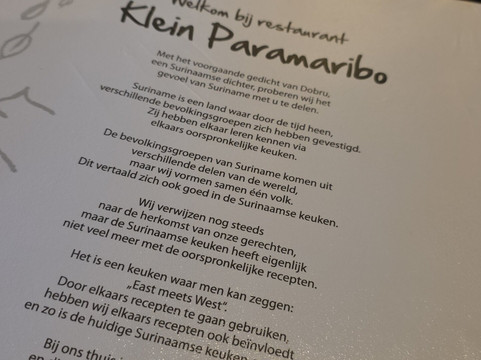 Welkom bij restaurant
Klein Paramaribo
Met het voorgaande gedicht van Dobru,
een Surinaamse dichter, proberen wij het
gevoel van Suriname met u te delen.
Suriname is een land waar door de tijd heen,
verschillende bevolkingsgroepen zich hebben gevestigd.
Zij hebben elkaar leren kennen via
elkaars oorspronkelijke keuken.
De bevolkingsgroepen van Suriname komen uit
verschillende delen van de wereld,
maar wij vormen samen één volk.
Dit vertaald zich ook goed in de Surinaamse keuken.
Wij verwijzen nog steeds
naar de herkomst van onze gerechten,
maar de Surinaamse keuken heeft eigenlijk
niet veel meer met de oorspronkelijke recepten.
Het is een keuken waar men kan zeggen:
„East meets West”.
Door elkaars recepten te gaan gebruiken,
hebben wij elkaars recepten ook beïnvloedt
en zo is de huidige Surinaamse keuken
Bij ons thuis